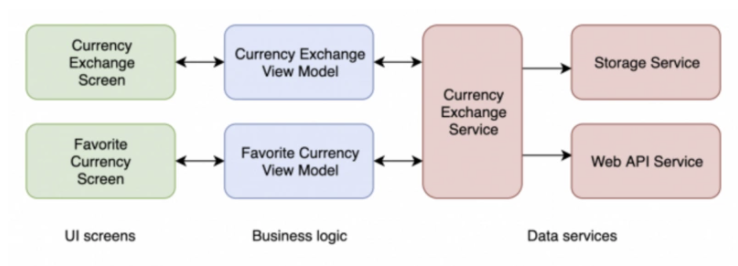 Currency
Exchange
Screen
Currency Exchange
View Model
Currency
Exchange
Service
Storage Service
Favorite
Currency
Screen
Favorite Currency
View Model
Web API Service
UI screens
Business logic
Data services